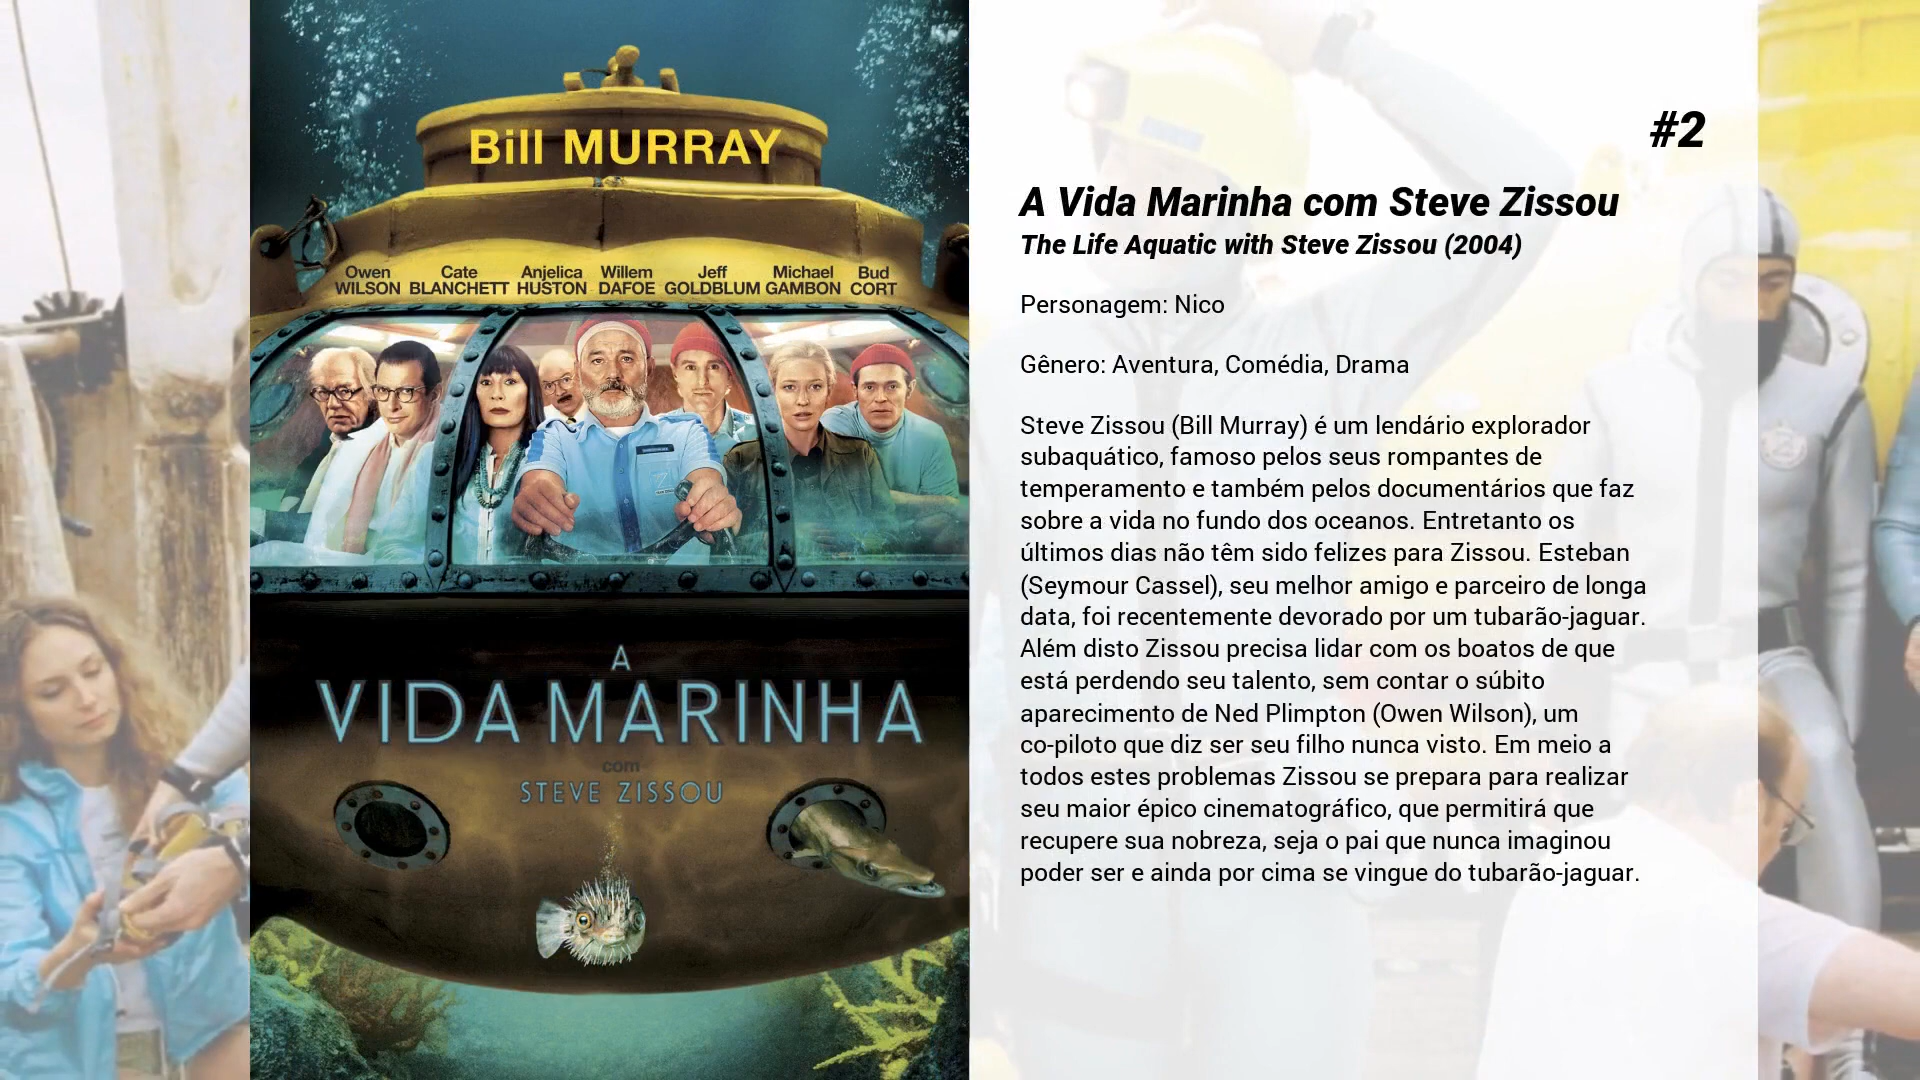 Bill MURRAY
Owen WILSON Cate BLANCHETT Anjelica HUSTON Willem DAFOE Jeff GOLDBLUM Michael GAMBON Bud CORT
A
VIDA MARINHA
com
STEVE ZISSOU
#2
A Vida Marinha com Steve Zissou
The Life Aquatic with Steve Zissou (2004)
Personagem: Nico
Gênero: Aventura, Comédia, Drama
Steve Zissou (Bill Murray) é um lendário explorador
subaquático, famoso pelos seus rompantes de
temperamento e também pelos documentários que faz
sobre a vida no fundo dos oceanos. Entretanto os
últimos dias não têm sido felizes para Zissou. Esteban
(Seymour Cassel), seu melhor amigo e parceiro de longa
data, foi recentemente devorado por um tubarão-jaguar.
Além disto Zissou precisa lidar com os boatos de que
está perdendo seu talento, sem contar o súbito
aparecimento de Ned Plimpton (Owen Wilson), um
co-piloto que diz ser seu filho nunca visto. Em meio a
todos estes problemas Zissou se prepara para realizar
seu maior épico cinematográfico, que permitirá que
recupere sua nobreza, seja o pai que nunca imaginou
poder ser e ainda por cima se vingue do tubarão-jaguar.